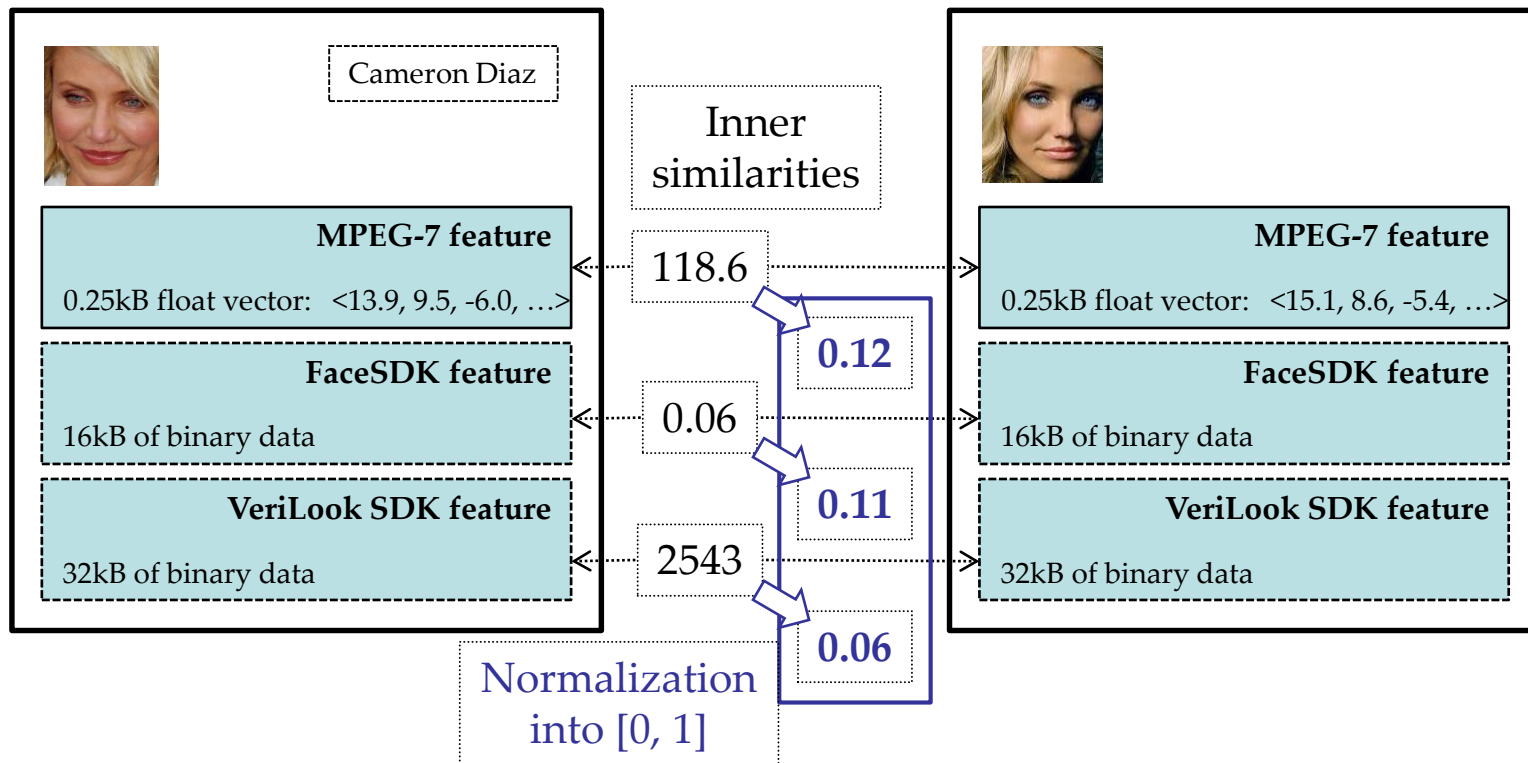 Cameron Diaz
Inner
similarities
MPEG-7 feature
0.25kB float vector: <13.9, 9.5, -6.0, …>
FaceSDK feature
16kB of binary data
VeriLook SDK feature
32kB of binary data
118.6
0.06
2543
0.12
0.11
0.06
Normalization
into [0, 1]
MPEG-7 feature
0.25kB float vector: <15.1, 8.6, -5.4, …>
FaceSDK feature
16kB of binary data
VeriLook SDK feature
32kB of binary data